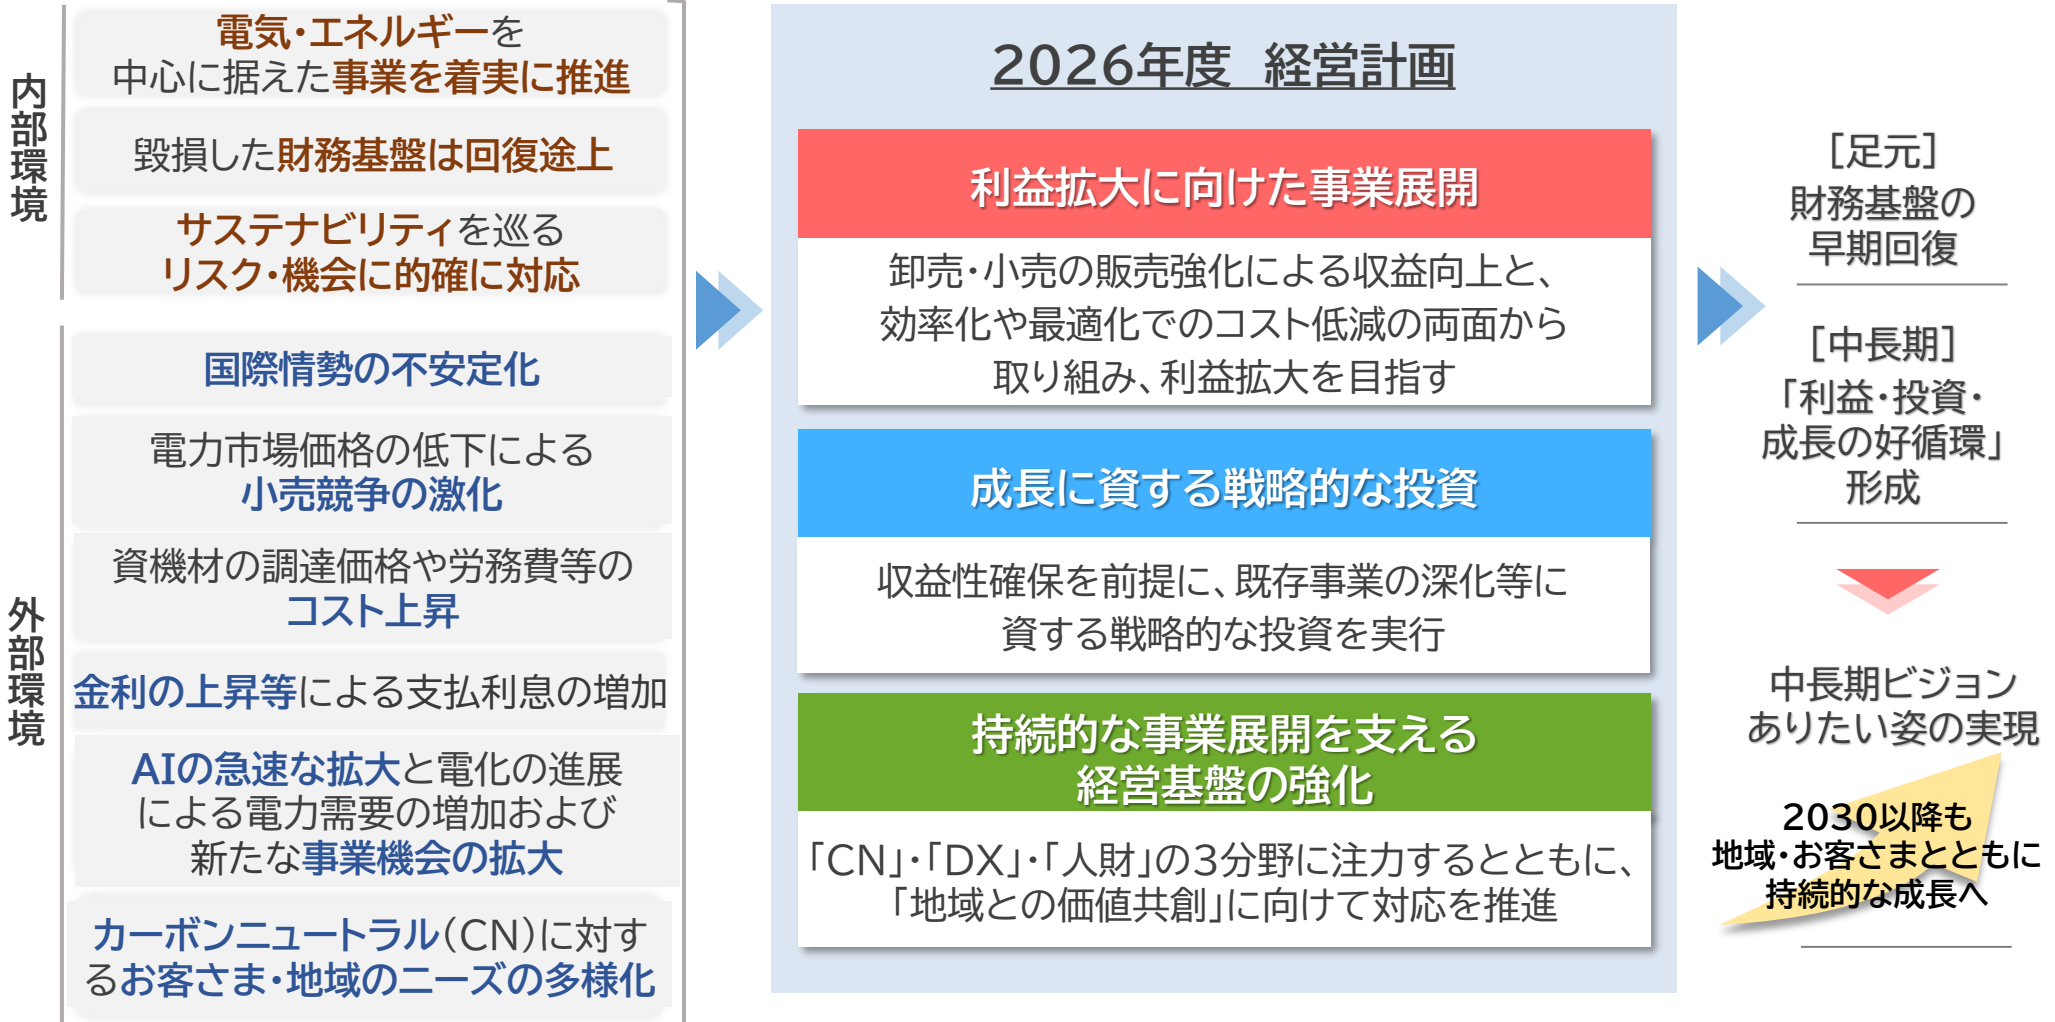 内部環境
電気・エネルギーを
中心に据えた事業を着実に推進
毀損した財務基盤は回復途上
サステナビリティを巡る
リスク・機会に的確に対応
外部環境
国際情勢の不安定化
電力市場価格の低下による
小売競争の激化
資機材の調達価格や労務費等の
コスト上昇
金利の上昇等による支払利息の増加
AIの急速な拡大と電化の進展
による電力需要の増加および
新たな事業機会の拡大
カーボンニュートラル(CN)に対す
るお客さま・地域のニーズの多様化
2026年度　経営計画
利益拡大に向けた事業展開
卸売・小売の販売強化による収益向上と、
効率化や最適化でのコスト低減の両面から
取り組み、利益拡大を目指す
成長に資する戦略的な投資
収益性確保を前提に、既存事業の深化等に
資する戦略的な投資を実行
持続的な事業展開を支える
経営基盤の強化
「CN」・「DX」・「人財」の3分野に注力するとともに、
「地域との価値共創」に向けて対応を推進
［足元］
財務基盤の
早期回復
［中長期］
「利益・投資・
成長の好循環」
形成
中長期ビジョン
ありたい姿の実現
2030以降も
地域・お客さまとともに
持続的な成長へ